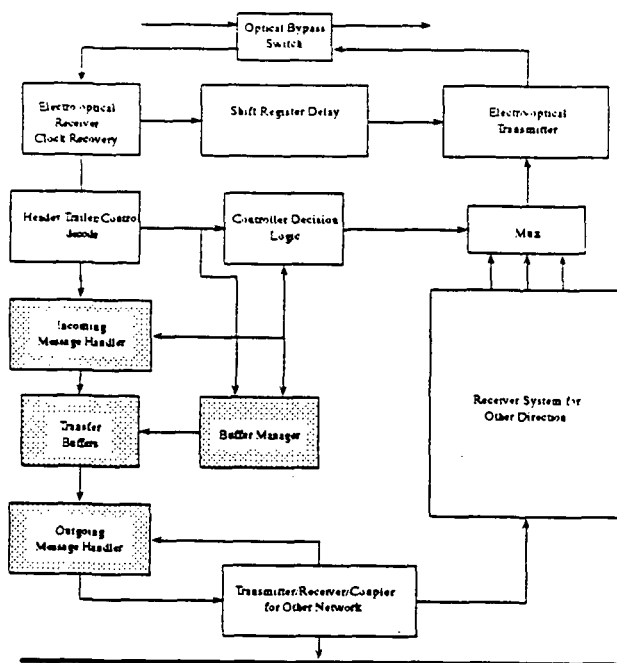 Optical Bypass
Switch
Electro-optical
Receiver
Clock Recovery
Shift Register Delay
Electro-optical
Transmitter
Header Trailer Control
decode
Controller Decision
Logic
Mux
Incoming
Message Handler
Transfer
Buffers
Buffer Manager
Receiver System for
Other Direction
Outgoing
Message Handler
Transmitter/Receiver/Coupler
for Other Network